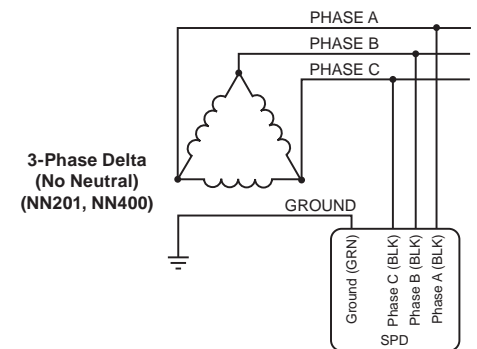 PHASE A
PHASE B
PHASE C
3-Phase Delta
(No Neutral)
(NN201, NN400)
GROUND
Ground (GRN)
Phase C (BLK)
Phase B (BLK)
Phase A (BLK)
SPD